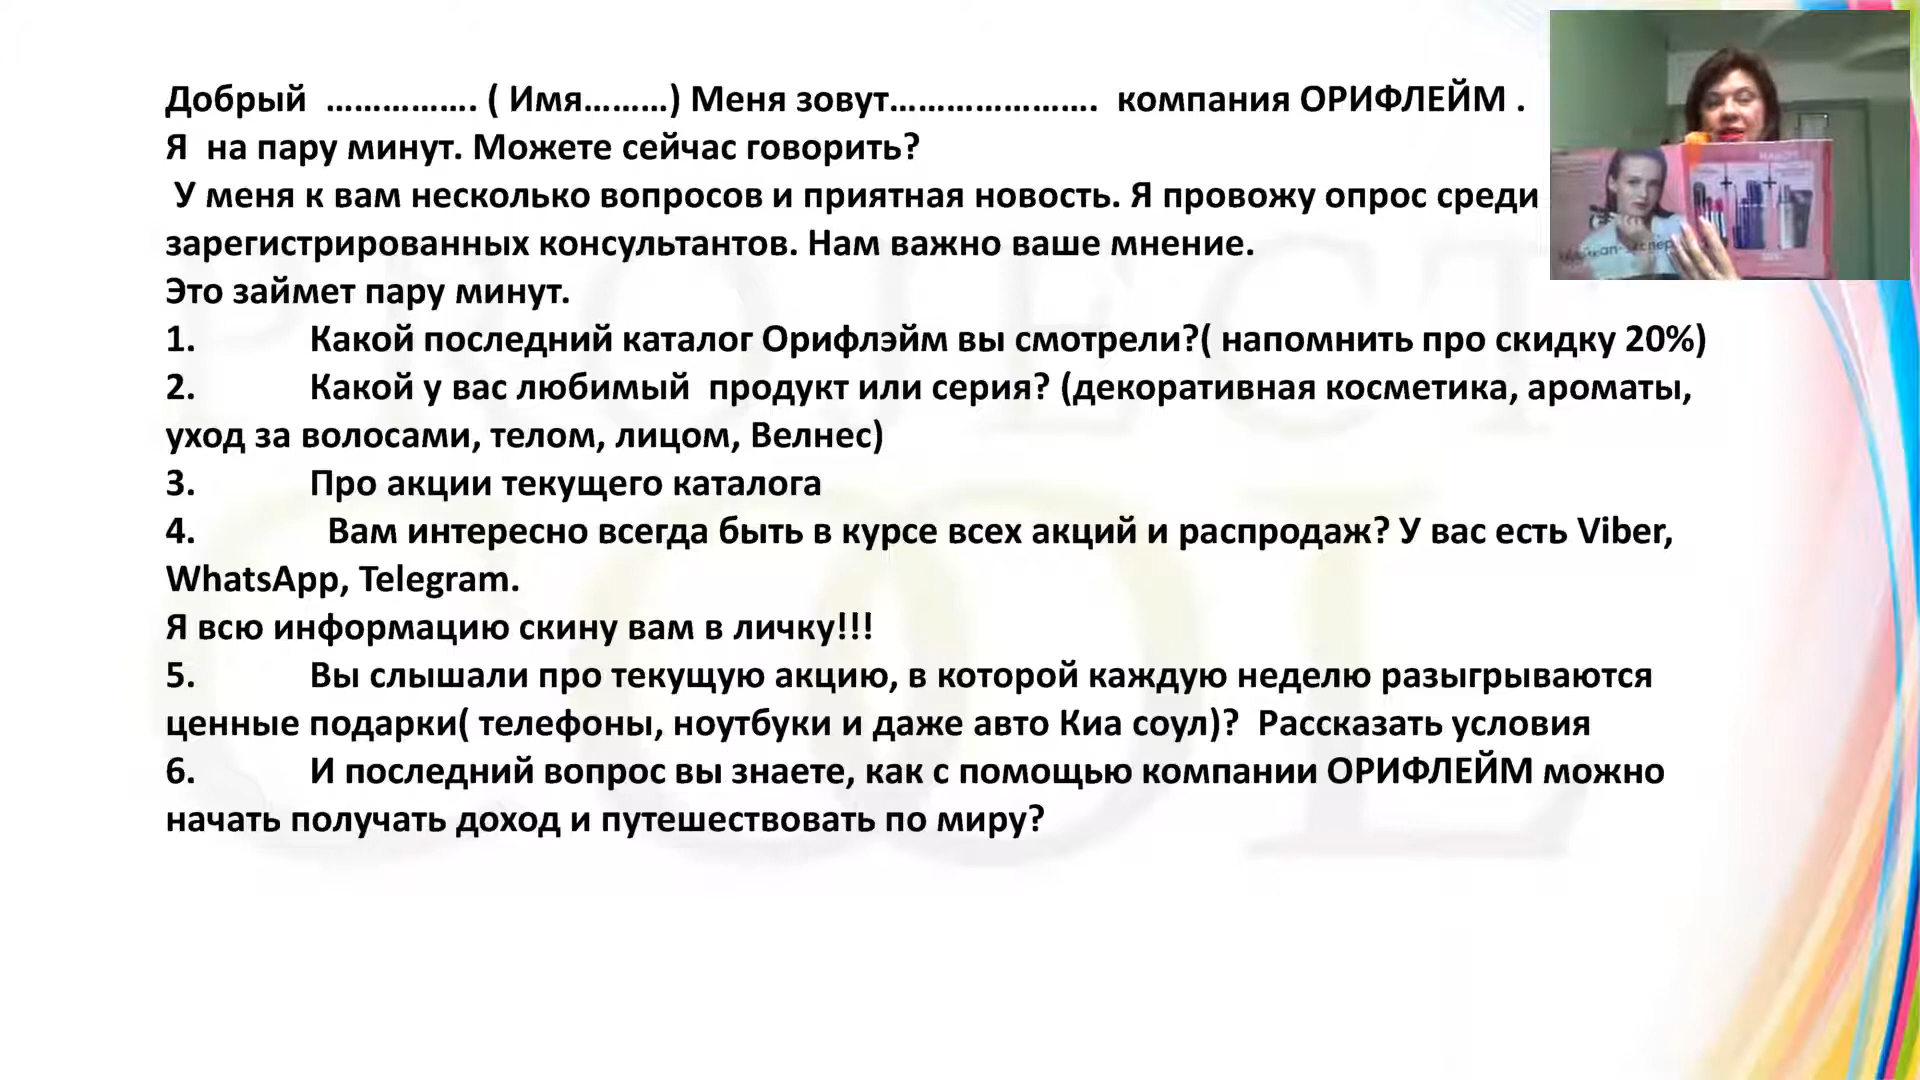 Добрый ……………. ( Имя………) Меня зовут…………………. компания ОРИФЛЕЙМ .
Я на пару минут. Можете сейчас говорить?
У меня к вам несколько вопросов и приятная новость. Я провожу опрос среди
зарегистрированных консультантов. Нам важно ваше мнение.
Это займет пару минут.
1. Какой последний каталог Орифлэйм вы смотрели?( напомнить про скидку 20%)
2. Какой у вас любимый продукт или серия? (декоративная косметика, ароматы,
уход за волосами, телом, лицом, Велнес)
3. Про акции текущего каталога
4. Вам интересно всегда быть в курсе всех акций и распродаж? У вас есть Viber,
WhatsApp, Telegram.
Я всю информацию скину вам в личку!!!
5. Вы слышали про текущую акцию, в которой каждую неделю разыгрываются
ценные подарки( телефоны, ноутбуки и даже авто Киа соул)? Рассказать условия
6. И последний вопрос вы знаете, как с помощью компании ОРИФЛЕЙМ можно
начать получать доход и путешествовать по миру?
PROJECT
COOL